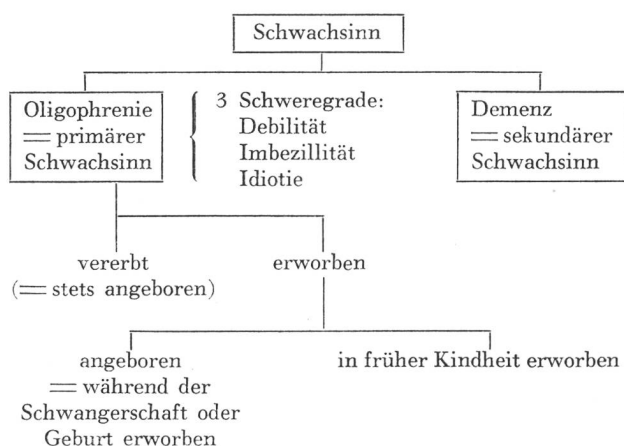 Schwachsinn
Oligophrenie
= primärer
Schwachsinn
3 Schweregrade:
Debilität
Imbezillität
Idiotie
Demenz
= sekundärer
Schwachsinn
vererbt
(= stets angeboren)
erworben
angeboren
= während der
Schwangerschaft oder
Geburt erworben
in früher Kindheit erworben